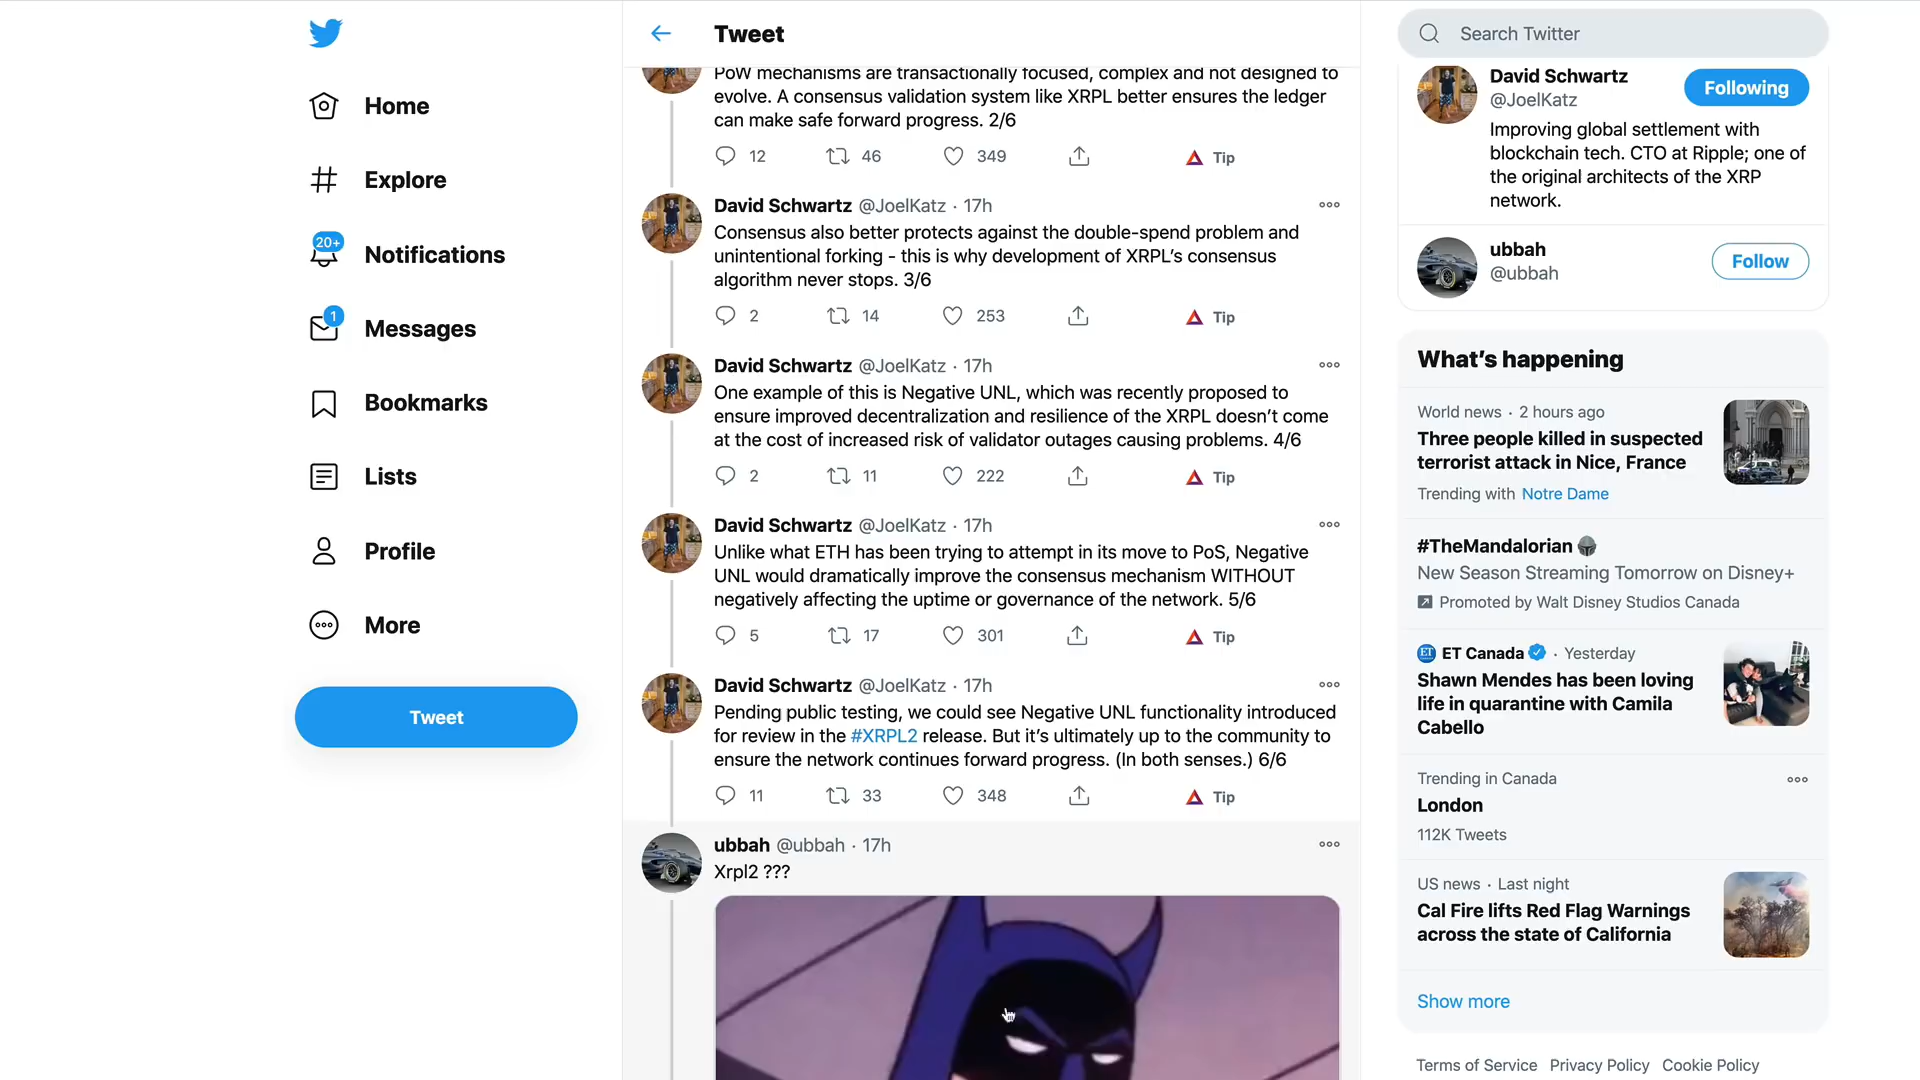 Home
Explore
20+
Notifications
1
Messages
Bookmarks
Lists
Profile
More
Tweet
Tweet
PoW mechanisms are transactionally focused, complex and not designed to
evolve. A consensus validation system like XRPL better ensures the ledger
can make safe forward progress. 2/6
12 46 349 Tip
David Schwartz @JoelKatz · 17h
Consensus also better protects against the double-spend problem and
unintentional forking - this is why development of XRPL’s consensus
algorithm never stops. 3/6
2 14 253 Tip
David Schwartz @JoelKatz · 17h
One example of this is Negative UNL, which was recently proposed to
ensure improved decentralization and resilience of the XRPL doesn’t come
at the cost of increased risk of validator outages causing problems. 4/6
2 11 222 Tip
David Schwartz @JoelKatz · 17h
Unlike what ETH has been trying to attempt in its move to PoS, Negative
UNL would dramatically improve the consensus mechanism WITHOUT
negatively affecting the uptime or governance of the network. 5/6
5 17 301 Tip
David Schwartz @JoelKatz · 17h
Pending public testing, we could see Negative UNL functionality introduced
for review in the #XRPL2 release. But it’s ultimately up to the community to
ensure the network continues forward progress. (In both senses.) 6/6
11 33 348 Tip
ubbah @ubbah · 17h
Xrpl2 ???
Search Twitter
David Schwartz
@JoelKatz
Following
Improving global settlement with
blockchain tech. CTO at Ripple; one of
the original architects of the XRP
network.
ubbah
@ubbah
Follow
What’s happening
World news · 2 hours ago
Three people killed in suspected
terrorist attack in Nice, France
Trending with Notre Dame
#TheMandalorian
New Season Streaming Tomorrow on Disney+
Promoted by Walt Disney Studios Canada
ET ET Canada · Yesterday
Shawn Mendes has been loving
life in quarantine with Camila
Cabello
Trending in Canada
London
112K Tweets
US news · Last night
Cal Fire lifts Red Flag Warnings
across the state of California
Show more
Terms of Service Privacy Policy Cookie Policy